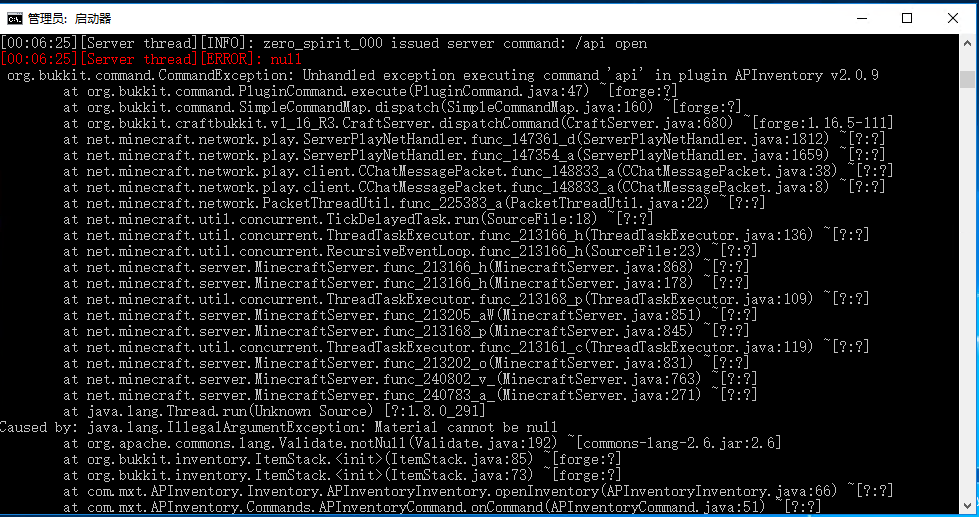 管理员: 启动器
[00:06:25][Server thread][INFO]: zero_spirit_000 issued server command: /api open
[00:06:25][Server thread][ERROR]: null
org.bukkit.command.CommandException: Unhandled exception executing command 'api' in plugin APInventory v2.0.9
at org.bukkit.command.PluginCommand.execute(PluginCommand.java:47) ~[forge:?]
at org.bukkit.command.SimpleCommandMap.dispatch(SimpleCommandMap.java:160) ~[forge:?]
at org.bukkit.craftbukkit.v1_16_R3.CraftServer.dispatchCommand(CraftServer.java:680) ~[forge:1.16.5-111]
at net.minecraft.network.play.ServerPlayNetHandler.func_147361_d(ServerPlayNetHandler.java:1812) ~[?:?]
at net.minecraft.network.play.ServerPlayNetHandler.func_147354_a(ServerPlayNetHandler.java:1659) ~[?:?]
at net.minecraft.network.play.client.CChatMessagePacket.func_148833_a(CChatMessagePacket.java:38) ~[?:?]
at net.minecraft.network.play.client.CChatMessagePacket.func_148833_a(CChatMessagePacket.java:8) ~[?:?]
at net.minecraft.network.PacketThreadUtil.func_225383_a(PacketThreadUtil.java:22) ~[?:?]
at net.minecraft.util.concurrent.TickDelayedTask.run(SourceFile:18) ~[?:?]
at net.minecraft.util.concurrent.ThreadTaskExecutor.func_213166_h(ThreadTaskExecutor.java:136) ~[?:?]
at net.minecraft.util.concurrent.RecursiveEventLoop.func_213166_h(SourceFile:23) ~[?:?]
at net.minecraft.server.MinecraftServer.func_213166_h(MinecraftServer.java:868) ~[?:?]
at net.minecraft.server.MinecraftServer.func_213166_h(MinecraftServer.java:178) ~[?:?]
at net.minecraft.util.concurrent.ThreadTaskExecutor.func_213168_p(ThreadTaskExecutor.java:109) ~[?:?]
at net.minecraft.server.MinecraftServer.func_213205_aW(MinecraftServer.java:851) ~[?:?]
at net.minecraft.server.MinecraftServer.func_213168_p(MinecraftServer.java:845) ~[?:?]
at net.minecraft.util.concurrent.ThreadTaskExecutor.func_213161_c(ThreadTaskExecutor.java:119) ~[?:?]
at net.minecraft.server.MinecraftServer.func_213202_o(MinecraftServer.java:831) ~[?:?]
at net.minecraft.server.MinecraftServer.func_240802_v_(MinecraftServer.java:763) ~[?:?]
at net.minecraft.server.MinecraftServer.func_240783_a_(MinecraftServer.java:271) ~[?:?]
at java.lang.Thread.run(Unknown Source) [?:1.8.0_291]
Caused by: java.lang.IllegalArgumentException: Material cannot be null
at org.apache.commons.lang.Validate.notNull(Validate.java:192) ~[commons-lang-2.6.jar:2.6]
at org.bukkit.inventory.ItemStack.<init>(ItemStack.java:85) ~[forge:?]
at org.bukkit.inventory.ItemStack.<init>(ItemStack.java:73) ~[forge:?]
at com.mxt.APInventory.Inventory.APInventoryInventory.openInventory(APInventoryInventory.java:66) ~[?:?]
at com.mxt.APInventory.Commands.APInventoryCommand.onCommand(APInventoryCommand.java:51) ~[?:?]